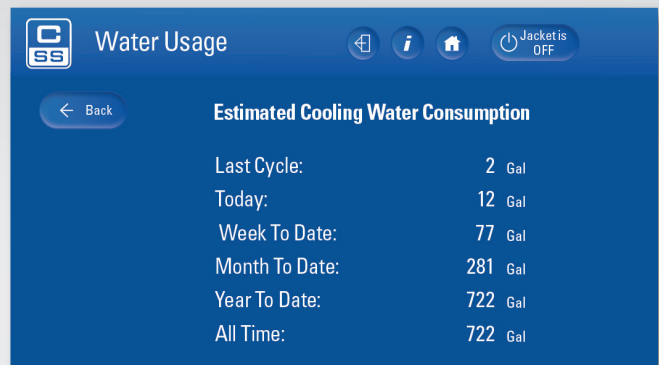 C
SS
Water Usage
i
Jacket is
OFF
Back
Estimated Cooling Water Consumption
Last Cycle: 2 Gal
Today: 12 Gal
Week To Date: 77 Gal
Month To Date: 281 Gal
Year To Date: 722 Gal
All Time: 722 Gal